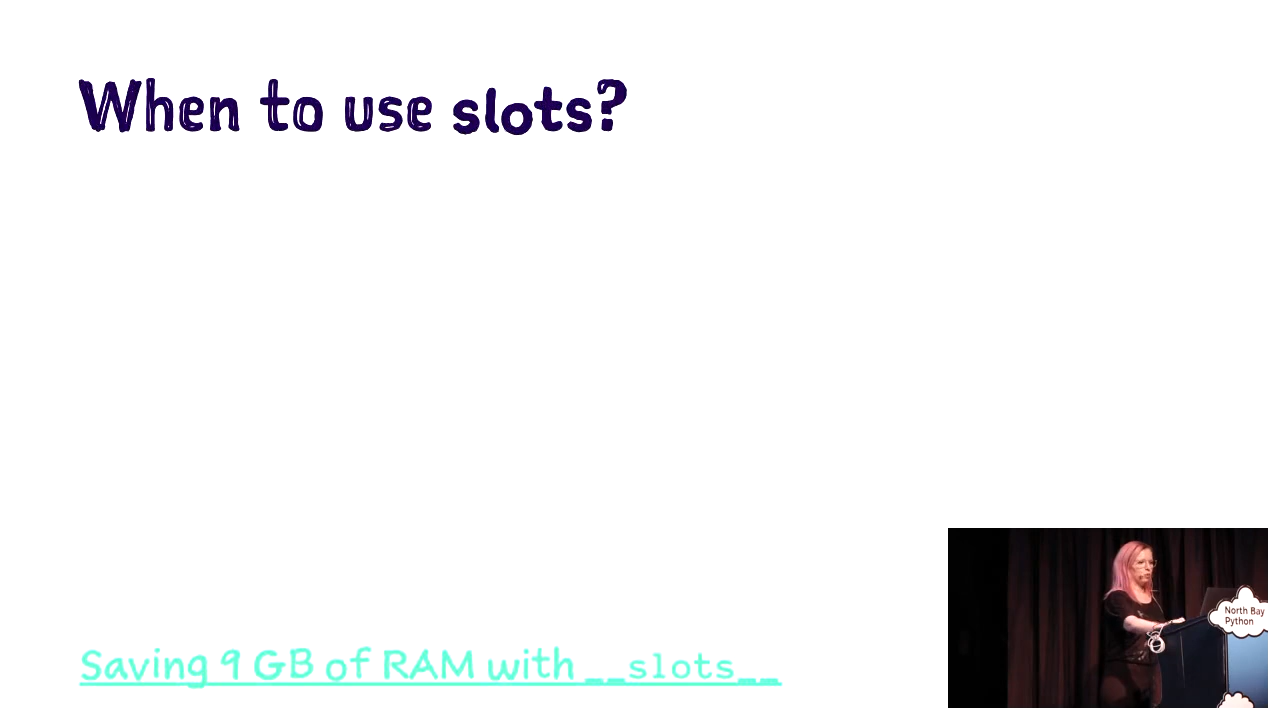 When to use slots?
Saving 9 GB of RAM with __slots__
North Bay
Python